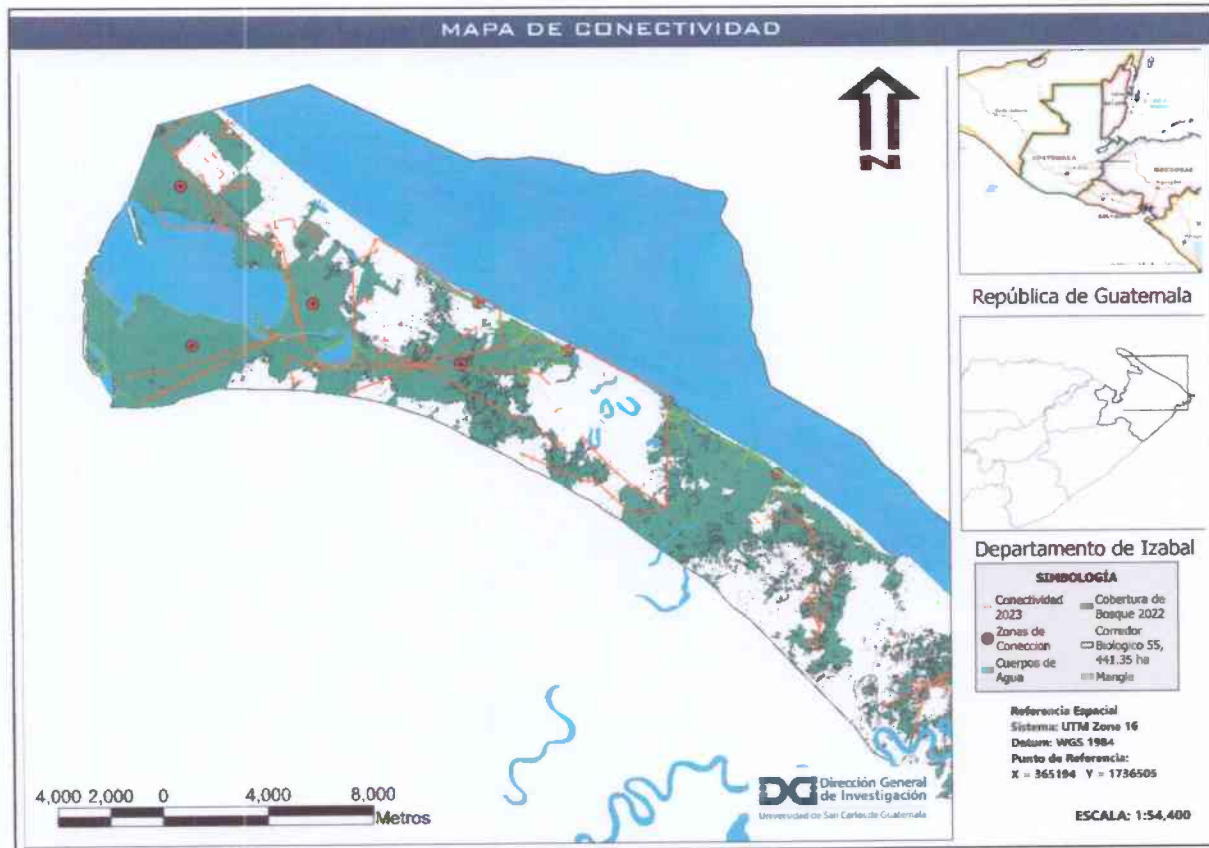 MAPA DE CONECTIVIDAD
N
República de Guatemala
Departamento de Izabal
SIMBOLOGÍA
Conectividad
2023
Zonas de
Conección
Cuerpos de
Agua
Cobertura de
Bosque 2022
Corredor
Biologico 55,
441.35 ha
Mangle
Referencia Espacial
Sistema: UTM Zone 16
Datum: WGS 1984
Punto de Referencia:
X = 365194 Y = 1736505
ESCALA: 1:54,400
4,000 2,000 0 4,000 8,000
Metros
Dirección General
de Investigación
Universidad de San Carlos de Guatemala